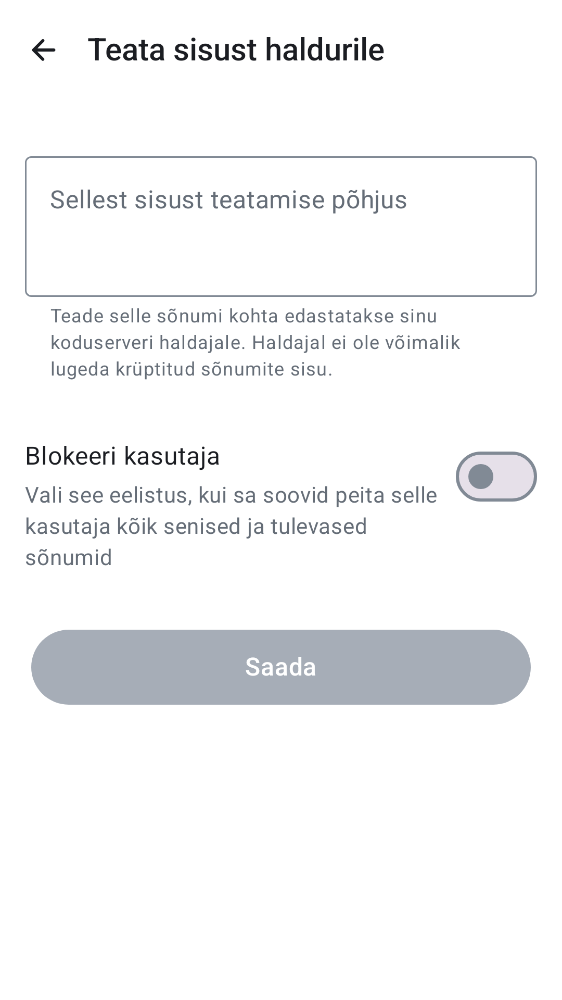 Teata sisust haldurile
Sellest sisust teatamise põhjus
Teade selle sõnumi kohta edastatakse sinu
koduserveri haldajale. Haldajal ei ole võimalik
lugeda krüptitud sõnumite sisu.
Blokeeri kasutaja
Vali see eelistus, kui sa soovid peita selle
kasutaja kõik senised ja tulevased
sõnumid
Saada